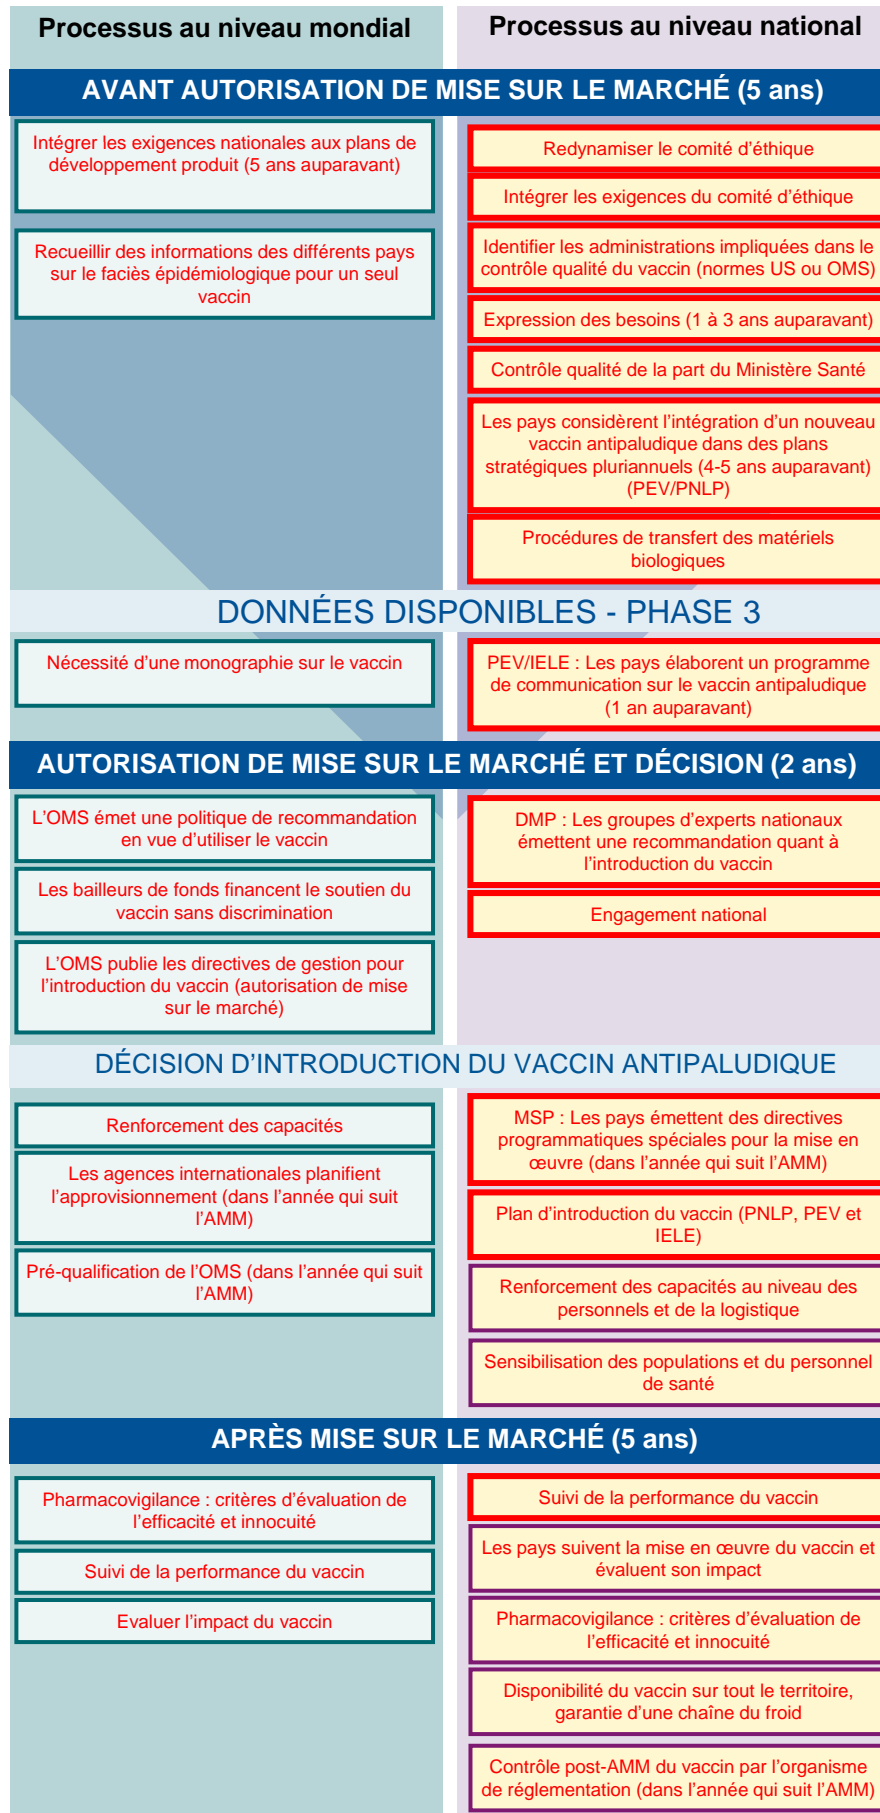 Processus au niveau mondial
Processus au niveau national
AVANT AUTORISATION DE MISE SUR LE MARCHÉ (5 ans)
Intégrer les exigences nationales aux plans de
développement produit (5 ans auparavant)
Recueillir des informations des différents pays
sur le faciès épidémiologique pour un seul
vaccin
Redynamiser le comité d’éthique
Intégrer les exigences du comité d’éthique
Identifier les administrations impliquées dans le
contrôle qualité du vaccin (normes US ou OMS)
Expression des besoins (1 à 3 ans auparavant)
Contrôle qualité de la part du Ministère Santé
Les pays considèrent l’intégration d’un nouveau
vaccin antipaludique dans des plans
stratégiques pluriannuels (4-5 ans auparavant)
(PEV/PNLP)
Procédures de transfert des matériels
biologiques
DONNÉES DISPONIBLES - PHASE 3
Nécessité d’une monographie sur le vaccin
PEV/IELE : Les pays élaborent un programme
de communication sur le vaccin antipaludique
(1 an auparavant)
AUTORISATION DE MISE SUR LE MARCHÉ ET DÉCISION (2 ans)
L’OMS émet une politique de recommandation
en vue d’utiliser le vaccin
Les bailleurs de fonds financent le soutien du
vaccin sans discrimination
L’OMS publie les directives de gestion pour
l’introduction du vaccin (autorisation de mise
sur le marché)
DMP : Les groupes d’experts nationaux
émettent une recommandation quant à
l’introduction du vaccin
Engagement national
DÉCISION D’INTRODUCTION DU VACCIN ANTIPALUDIQUE
Renforcement des capacités
Les agences internationales planifient
l’approvisionnement (dans l’année qui suit
l’AMM)
Pré-qualification de l’OMS (dans l’année qui suit
l’AMM)
MSP : Les pays émettent des directives
programmatiques spéciales pour la mise en
œuvre (dans l’année qui suit l’AMM)
Plan d’introduction du vaccin (PNLP, PEV et
IELE)
Renforcement des capacités au niveau des
personnels et de la logistique
Sensibilisation des populations et du personnel
de santé
APRÈS MISE SUR LE MARCHÉ (5 ans)
Pharmacovigilance : critères d’évaluation de
l’efficacité et innocuité
Suivi de la performance du vaccin
Evaluer l’impact du vaccin
Suivi de la performance du vaccin
Les pays suivent la mise en œuvre du vaccin et
évaluent son impact
Pharmacovigilance : critères d’évaluation de
l’efficacité et innocuité
Disponibilité du vaccin sur tout le territoire,
garantie d’une chaîne du froid
Contrôle post-AMM du vaccin par l’organisme
de réglementation (dans l’année qui suit l’AMM)